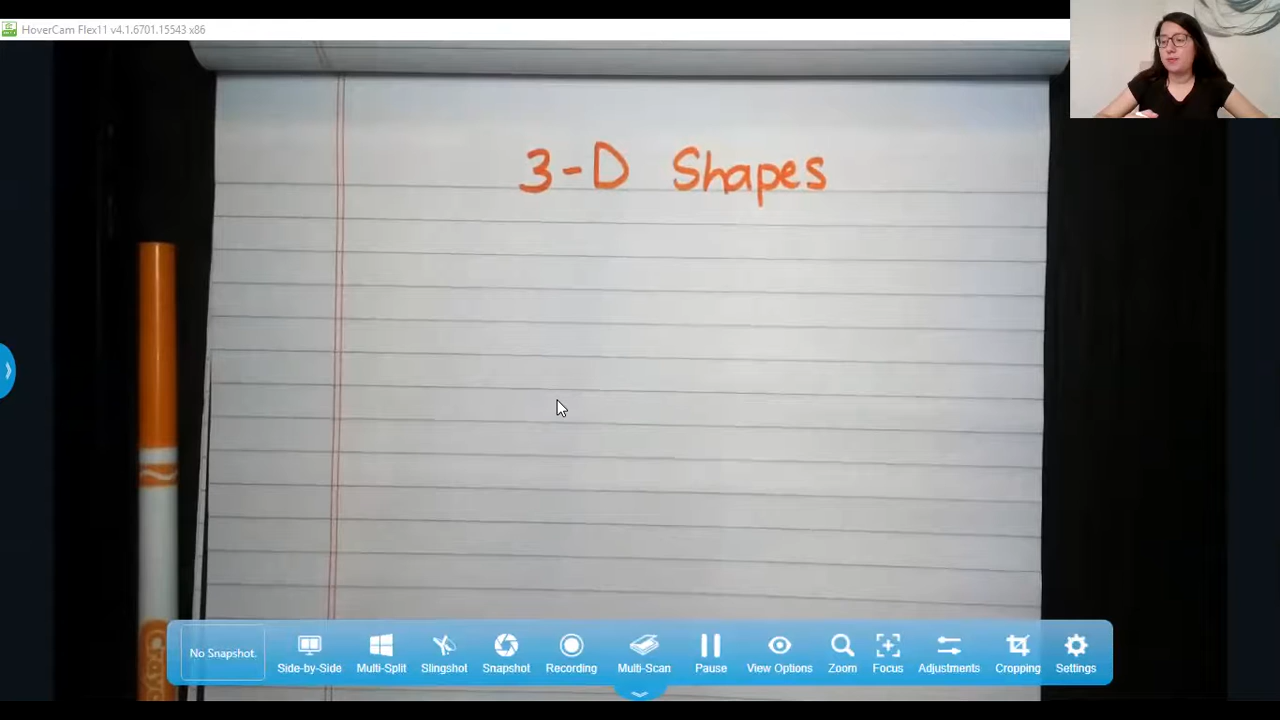 HoverCam Flex11 v4.1.6701.15543 x86
3-D Shapes
No Snapshot.
Side-by-Side
Multi-Split
Slingshot
Snapshot
Recording
Multi-Scan
Pause
View Options
Zoom
Focus
Adjustments
Cropping
Settings